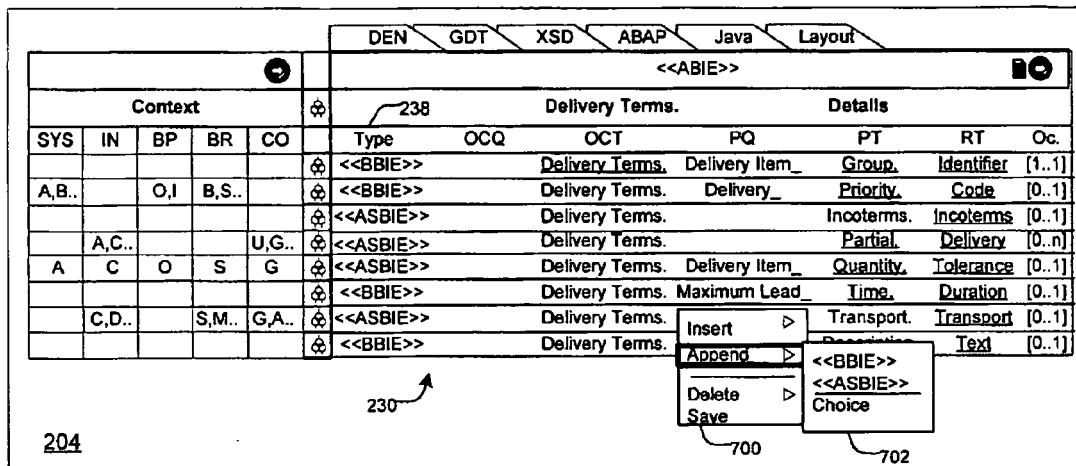 DEN GDT XSD ABAP Java Layout
<<ABIE>>
Context 238 Delivery Terms. Details
SYS IN BP BR CO Type OCQ OCT PQ PT RT Oc.
<<BBIE>> Delivery Terms. Delivery Item_ Group. Identifier [1..1]
A,B.. O,I B,S.. <<BBIE>> Delivery Terms. Delivery_ Priority. Code [0..1]
<<ASBIE>> Delivery Terms. Incoterms. Incoterms [0..1]
A,C.. U,G.. <<ASBIE>> Delivery Terms. Partial. Delivery [0..n]
A C O S G <<ASBIE>> Delivery Terms. Delivery Item_ Quantity. Tolerance [0..1]
<<BBIE>> Delivery Terms. Maximum Lead_ Time. Duration [0..1]
C,D.. S,M.. G,A.. <<ASBIE>> Delivery Terms. Insert Transport. Transport [0..1]
<<BBIE>> Delivery Terms. Text [0..1]
Append <<BBIE>>
<<ASBIE>>
230 Delete Choice
Save
204 700 702